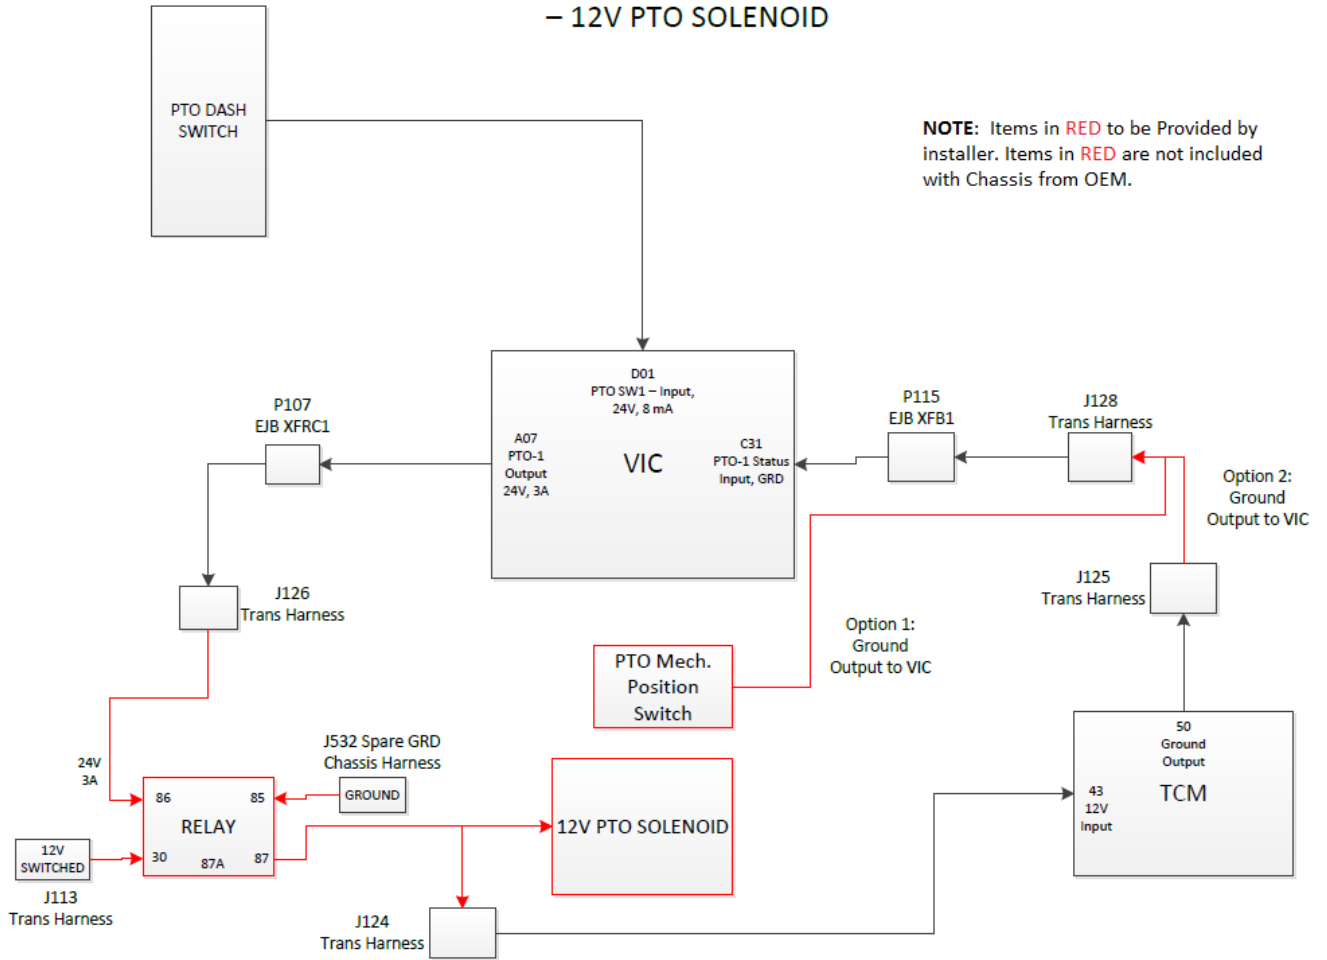 – 12V PTO SOLENOID
PTO DASH
SWITCH
NOTE: Items in RED to be Provided by
installer. Items in RED are not included
with Chassis from OEM.
D01
PTO SW1 – Input,
24V, 8 mA
A07
PTO-1
Output
24V, 3A
VIC
C31
PTO-1 Status
Input, GRD
P107
EJB XFRC1
P115
EJB XFB1
J128
Trans Harness
Option 2:
Ground
Output to VIC
J126
Trans Harness
J125
Trans Harness
Option 1:
Ground
Output to VIC
PTO Mech.
Position
Switch
50
Ground
Output
43
12V
Input
TCM
J532 Spare GRD
Chassis Harness
GROUND
24V
3A
86
85
RELAY
30
87A
87
12V PTO SOLENOID
12V
SWITCHED
J113
Trans Harness
J124
Trans Harness